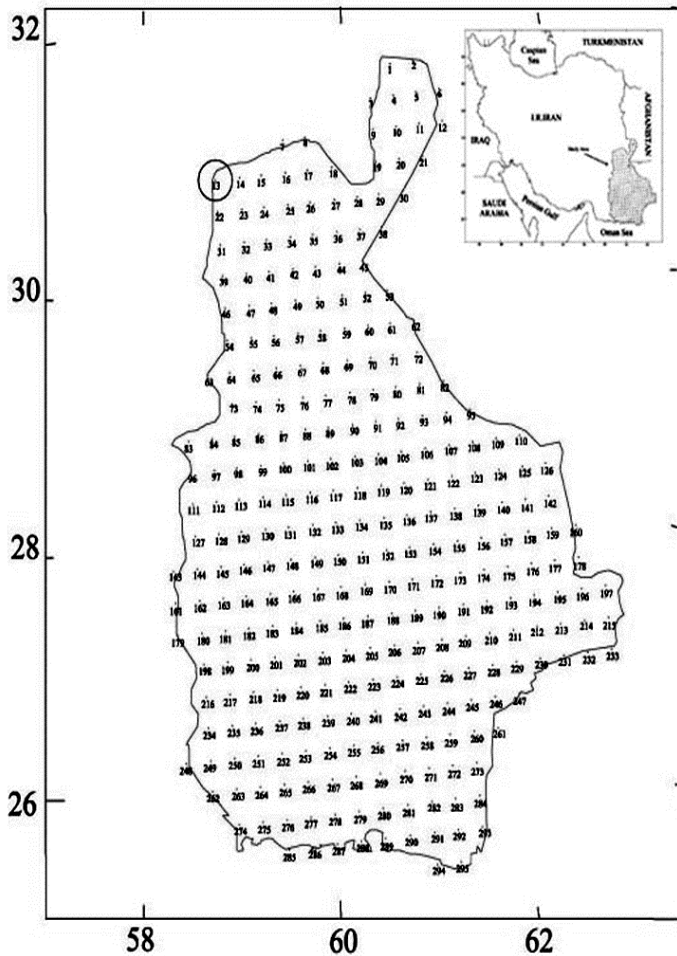 32
30
28
26
58 60 62
Caspian
Sea
TURKMENISTAN
AFGHANISTAN
I.R.IRAN
IRAQ
Study Area
SAUDI
ARABIA
Persian Gulf
Oman Sea
1 2
3 4 5 6
9 10 11 12
7 8
19 20 21
13 14 15 16 17 18
22 23 24 25 26 27 28 29 30
31 32 33 34 35 36 37 38
39 40 41 42 43 44 45
46 47 48 49 50 51 52 53
54 55 56 57 58 59 60 61 62
63 64 65 66 67 68 69 70 71 72
73 74 75 76 77 78 79 80 81 82
83 84 85 86 87 88 89 90 91 92 93 94 95
96 97 98 99 100 101 102 103 104 105 106 107 108 109 110
111 112 113 114 115 116 117 118 119 120 121 122 123 124 125 126
127 128 129 130 131 132 133 134 135 136 137 138 139 140 141 142
143 144 145 146 147 148 149 150 151 152 153 154 155 156 157 158 159 160
161 162 163 164 165 166 167 168 169 170 171 172 173 174 175 176 177 178
179 180 181 182 183 184 185 186 187 188 189 190 191 192 193 194 195 196 197
198 199 200 201 202 203 204 205 206 207 208 209 210 211 212 213 214 215
216 217 218 219 220 221 222 223 224 225 226 227 228 229 230 231 232 233
234 235 236 237 238 239 240 241 242 243 244 245 246 247
248 249 250 251 252 253 254 255 256 257 258 259 260 261
262 263 264 265 266 267 268 269 270 271 272 273
274 275 276 277 278 279 280 281 282 283 284
285 286 287 288 289 290 291 292 293
294 295